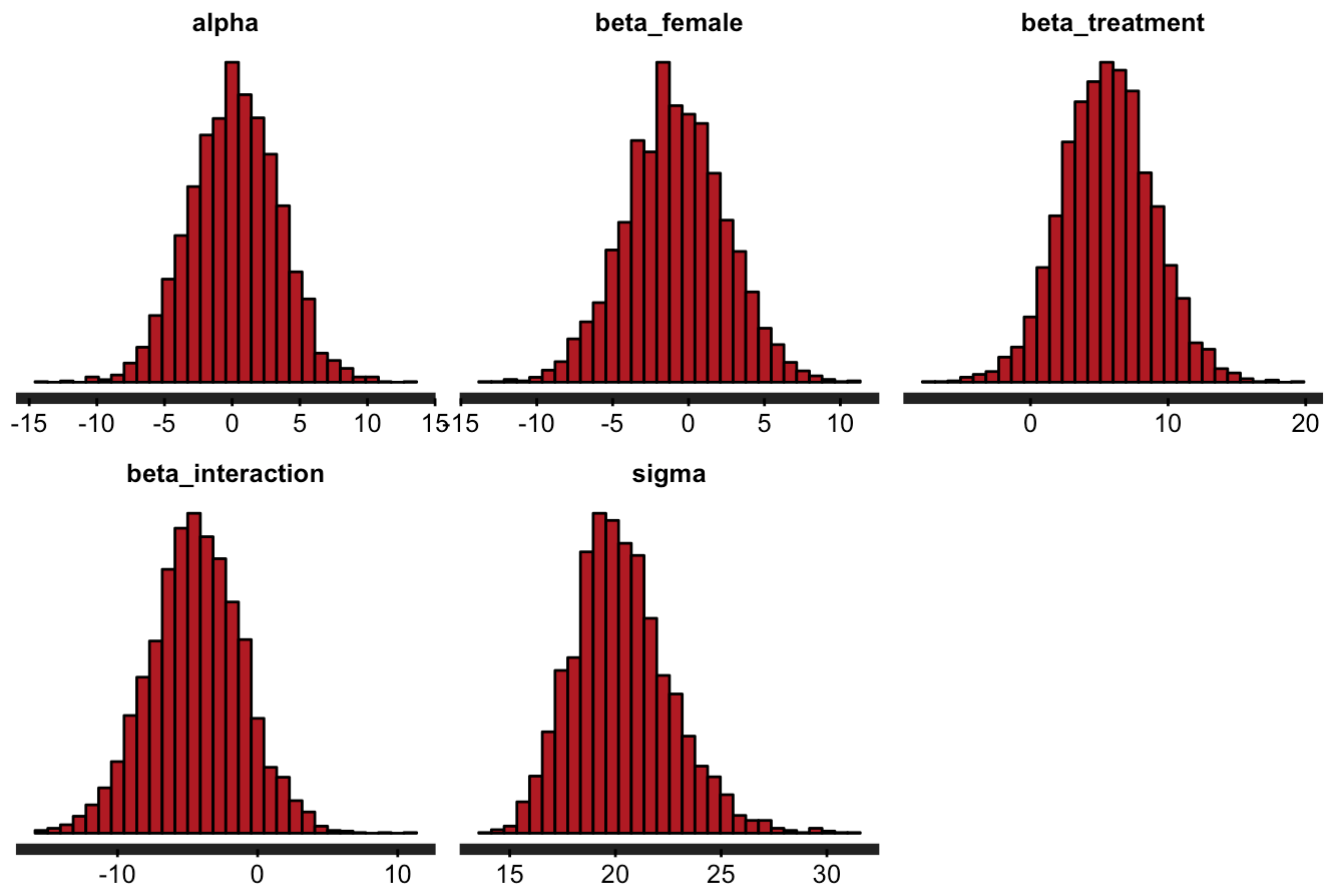 alpha beta_female beta_treatment
-15 -10 -5 0 5 10 15 -15 -10 -5 0 5 10 0 10 20
beta_interaction sigma
-10 0 10 15 20 25 30